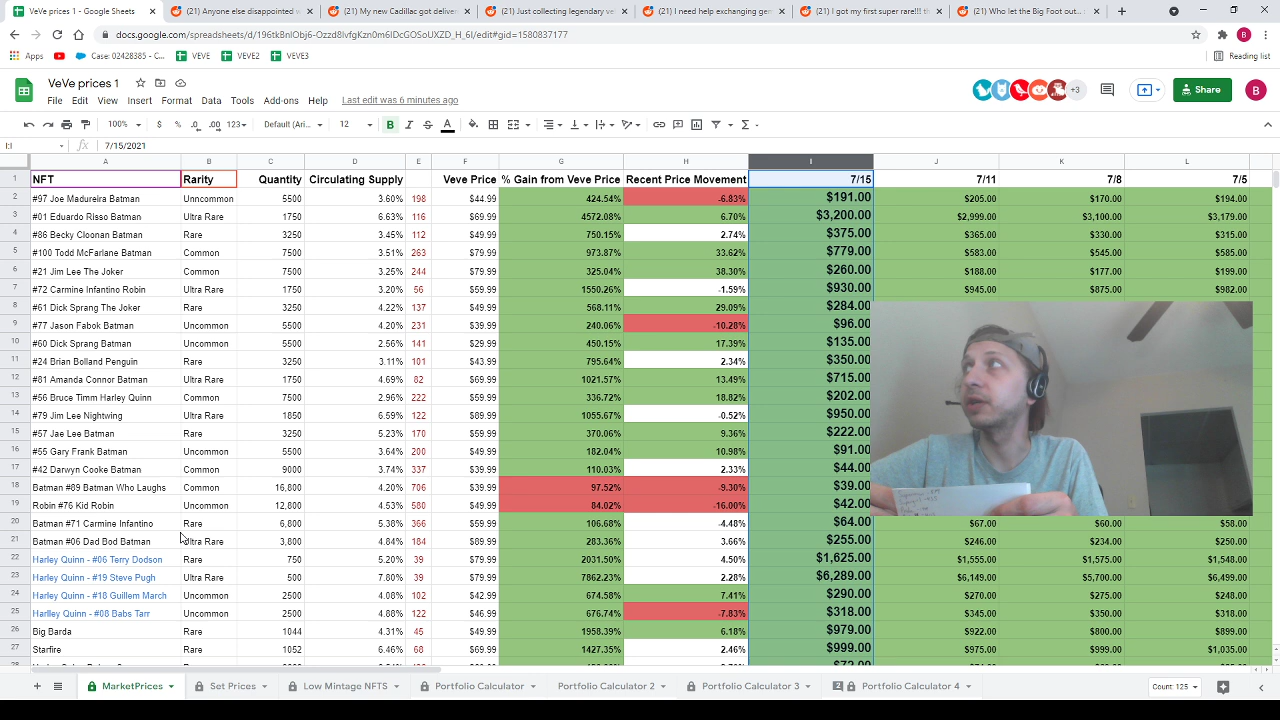 VeVe prices 1 - Google Sheets × (21) Anyone else disappointed w × (21) My new Cadillac got deliver × (21) Just collecting legendary ve × (21) I need help exchanging ge × (21) I got my first super rare!!! th × (21) Who let the Big Foot out.. a ×
docs.google.com/spreadsheets/d/
Apps Case: 02428385 - C... VEVE VEVE2 VEVE3 Reading list
VeVe prices 1
+3 Share B
File Edit View Insert Format Data Tools Add-ons Help Last edit was 6 minutes ago
100% $ % .0 .00 123 Default (Ari... 12 B I S A
I:I fx 7/15/2021
A B C D E F G H I J K L
1 NFT Rarity Quantity Circulating Supply Veve Price % Gain from Veve Price Recent Price Movement 7/15 7/11 7/8 7/5
2 #97 Joe Madureira Batman Unncommon 5500 3.60% 198 $44.99 424.54% -6.83% $191.00 $205.00 $170.00 $194.00
3 #01 Eduardo Risso Batman Ultra Rare 1750 6.63% 116 $69.99 4572.08% 6.70% $3,200.00 $2,999.00 $3,100.00 $3,179.00
4 #86 Becky Cloonan Batman Rare 3250 3.45% 112 $49.99 750.15% 2.74% $375.00 $365.00 $330.00 $315.00
5 #100 Todd McFarlane Batman Common 7500 3.51% 263 $79.99 973.87% 33.62% $779.00 $583.00 $545.00 $585.00
6 #21 Jim Lee The Joker Common 7500 3.25% 244 $79.99 325.04% 38.30% $260.00 $188.00 $177.00 $199.00
7 #72 Carmine Infantino Robin Common 1750 3.20% 56 $59.99 1550.26% -1.59% $930.00 $945.00 $875.00 $982.00
8 #61 Dick Sprang The Joker Rare 3250 4.22% 137 $49.99 568.11% 29.09% $284.00
9 #77 Jason Fabok Batman Uncommon 5500 4.20% 231 $39.99 240.06% -10.28% $96.00
10 #60 Dick Sprang Batman Uncommon 5500 2.56% 141 $29.99 450.15% 17.39% $135.00
11 #24 Brian Bolland Penguin Rare 3250 3.11% 101 $43.99 795.64% 2.34% $350.00
12 #81 Amanda Connor Batman Ultra Rare 1750 4.69% 82 $69.99 1021.57% 13.49% $715.00
13 #56 Bruce Timm Harley Quinn Common 7500 2.96% 222 $59.99 336.72% 18.82% $202.00
14 #79 Jim Lee Nightwing Ultra Rare 1850 6.59% 122 $89.99 1055.67% -0.52% $950.00
15 #57 Jae Lee Batman Rare 3250 5.23% 170 $59.99 370.06% 9.36% $222.00
16 #55 Gary Frank Batman Uncommon 5500 3.64% 200 $49.99 182.04% 10.98% $91.00
17 #42 Darwyn Cooke Batman Common 9000 3.74% 337 $39.99 110.03% 2.33% $44.00
18 Batman #89 Batman Who Laughs Common 16,800 4.20% 706 $39.99 97.52% -9.30% $39.00
19 Robin #76 Kid Robin Uncommon 12,800 4.53% 580 $49.99 84.02% -16.00% $42.00
20 Batman #71 Carmine Infantino Rare 6,800 5.38% 366 $59.99 106.68% -4.48% $64.00 $67.00 $60.00 $58.00
21 Batman #06 Dad Bod Batman Ultra Rare 3,800 4.84% 184 $89.99 283.36% 3.66% $255.00 $246.00 $234.00 $250.00
22 Harley Quinn - #06 Terry Dodson Rare 750 5.20% 39 $79.99 2031.50% 4.50% $1,625.00 $1,555.00 $1,575.00 $1,548.00
23 Harley Quinn - #19 Steve Pugh Ultra Rare 500 7.80% 39 $79.99 7862.23% 2.28% $6,289.00 $6,149.00 $5,700.00 $6,499.00
24 Harley Quinn - #18 Guillem March Uncommon 2500 4.08% 102 $42.99 674.58% 7.41% $290.00 $270.00 $275.00 $248.00
25 Harlley Quinn - #08 Babs Tarr Uncommon 2500 4.88% 122 $46.99 676.74% -7.83% $318.00 $345.00 $350.00 $318.00
26 Big Barda Rare 1044 4.31% 45 $49.99 1958.39% 6.18% $979.00 $922.00 $800.00 $899.00
27 Starfire Rare 1052 6.46% 68 $69.99 1427.35% 2.46% $999.00 $975.00 $999.00 $1,035.00
MarketPrices Set Prices Low Mintage NFTS Portfolio Calculator Portfolio Calculator 2 Portfolio Calculator 3 2 Portfolio Calculator 4 Count: 125